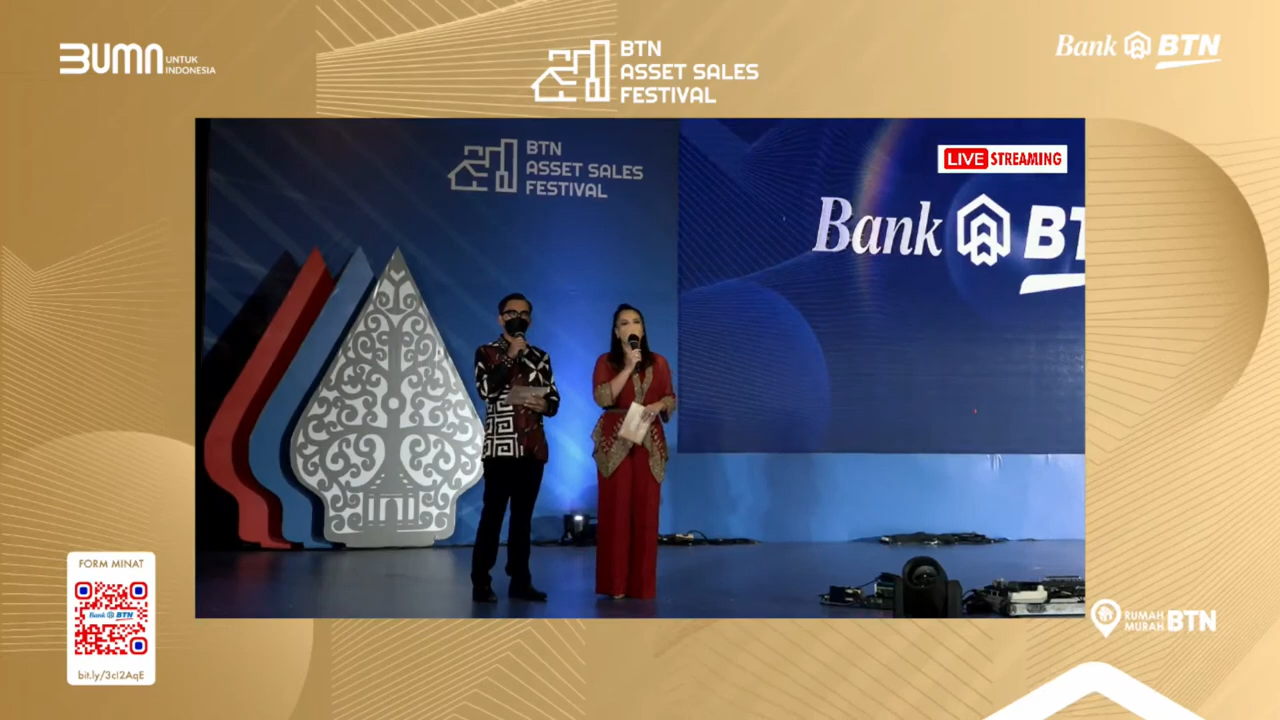 BUMN
UNTUK
INDONESIA
BTN
ASSET SALES
FESTIVAL
Bank BTN
BTN
ASSET SALES
FESTIVAL
LIVE STREAMING
Bank BT
FORM MINAT
Bank BTN
bit.ly/3cI2AqE
RUMAH
MURAH BTN